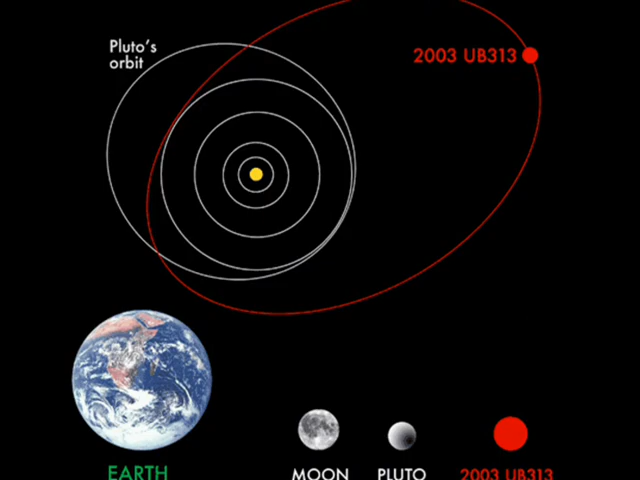 Pluto's
orbit
2003 UB313
EARTH
MOON
PLUTO
2003 UB313